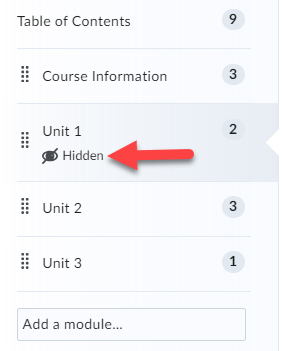 Table of Contents 9
Course Information 3
Unit 1 2
Hidden
Unit 2 3
Unit 3 1
Add a module...